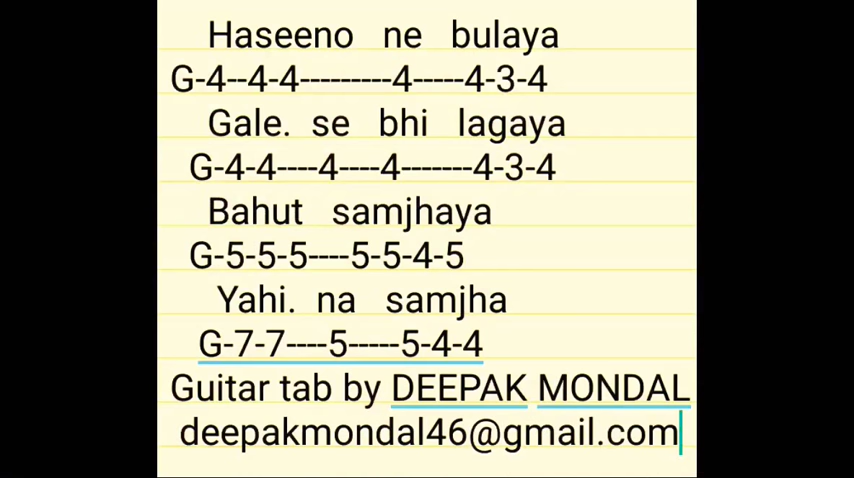 Haseeno ne bulaya
G-4--4-4---------4-----4-3-4
Gale. se bhi lagaya
G-4-4----4----4-------4-3-4
Bahut samjhaya
G-5-5-5----5-5-4-5
Yahi. na samjha
G-7-7----5-----5-4-4
Guitar tab by DEEPAK MONDAL
deepakmondal46@gmail.com